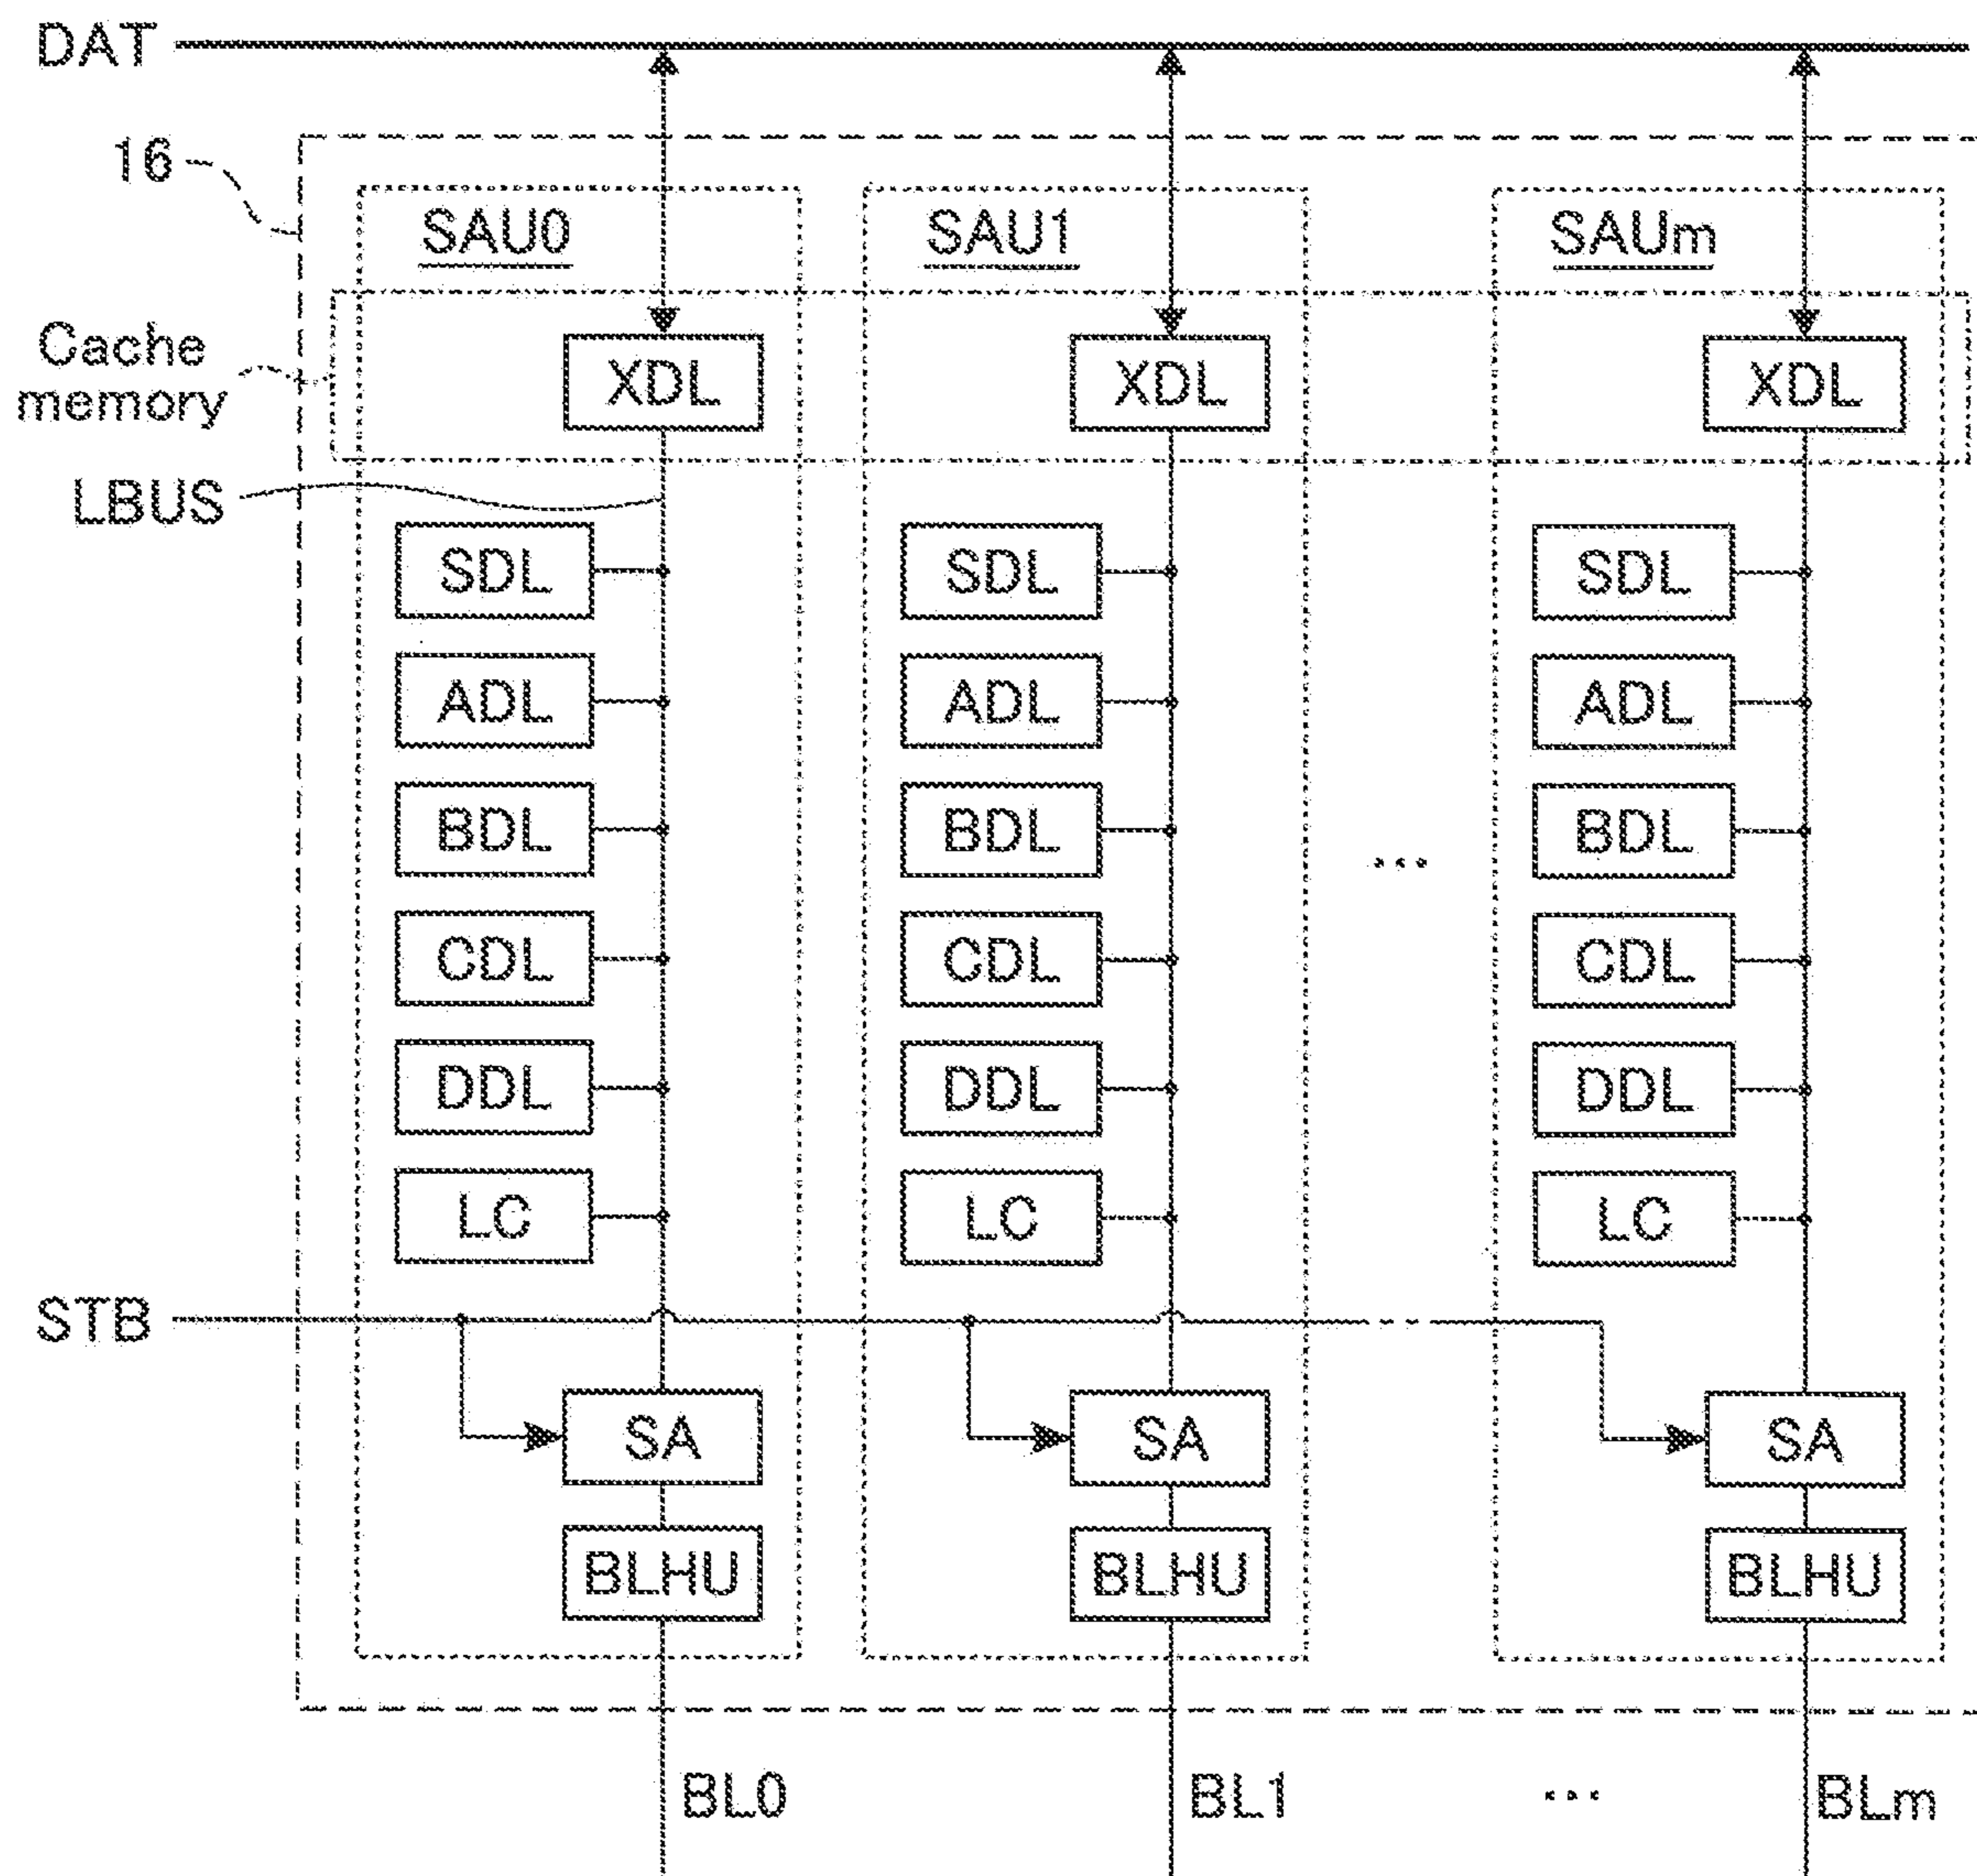 DAT
16
SAU0 SAU1 SAUm
Cache
memory
XDL XDL XDL
LBUS
SDL SDL SDL
ADL ADL ADL
BDL BDL BDL
...
CDL CDL CDL
DDL DDL DDL
LC LC LC
STB
SA SA SA
BLHU BLHU BLHU
BL0 BL1 ... BLm